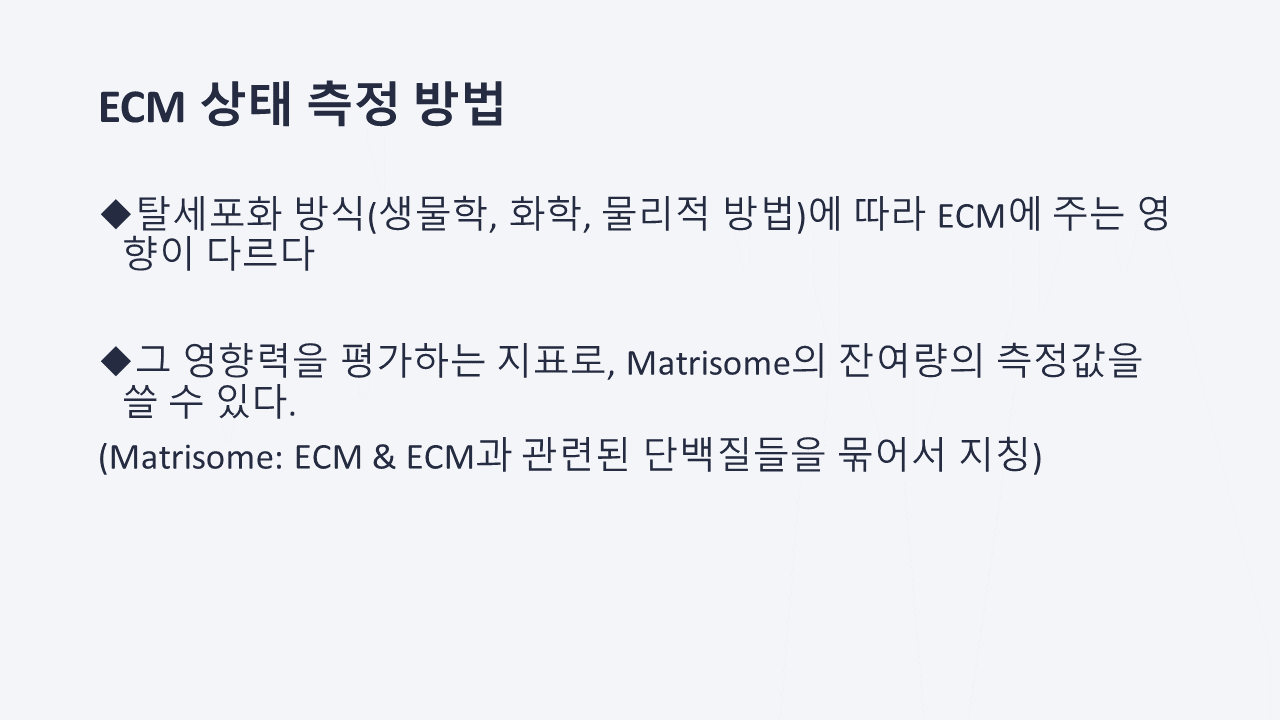 ECM 상태 측정 방법
◆탈세포화 방식(생물학, 화학, 물리적 방법)에 따라 ECM에 주는 영
향이 다르다
◆그 영향력을 평가하는 지표로, Matrisome의 잔여량의 측정값을
쓸 수 있다.
(Matrisome: ECM & ECM과 관련된 단백질들을 묶어서 지칭)